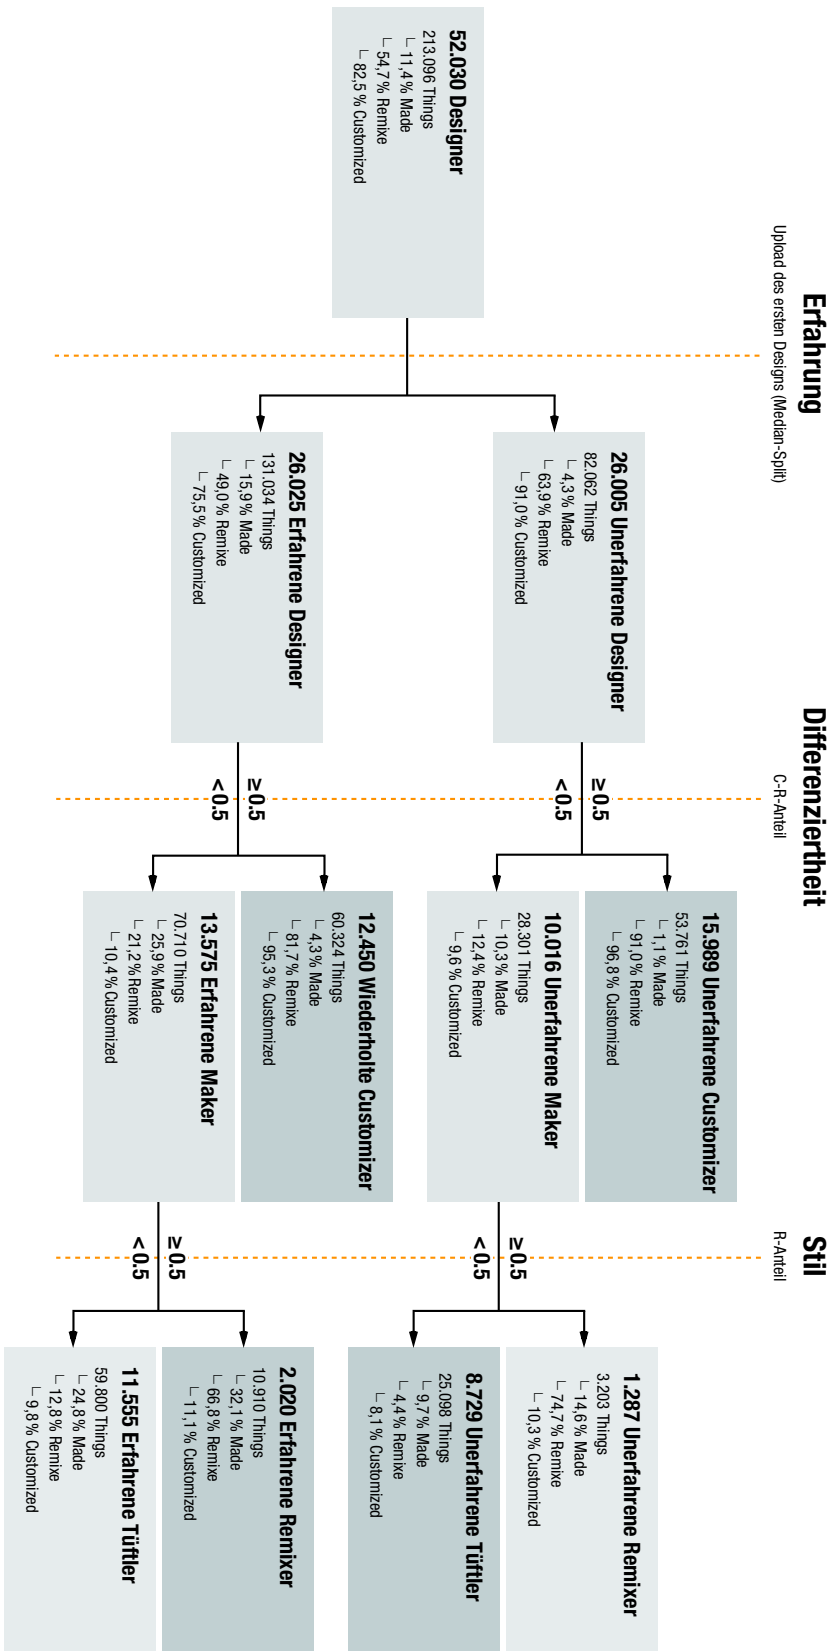 Erfahrung
Upload des ersten Designs (Median-Split)
Differenziertheit
C-R-Anteil
Stil
R-Anteil
52.030 Designer
213.096 Things
11,4 % Made
54,7 % Remixe
82,5 % Customized
26.005 Unerfahrene Designer
82.062 Things
4,3 % Made
63,9 % Remixe
91,0 % Customized
26.025 Erfahrene Designer
131.034 Things
15,9 % Made
49,0 % Remixe
75,5 % Customized
≥ 0.5
< 0.5
≥ 0.5
< 0.5
15.989 Unerfahrene Customizer
53.761 Things
1,1 % Made
91,0 % Remixe
96,8 % Customized
10.016 Unerfahrene Maker
28.301 Things
10,3 % Made
12,4 % Remixe
9,6 % Customized
12.450 Wiederholte Customizer
60.324 Things
4,3 % Made
81,7 % Remixe
95,3 % Customized
13.575 Erfahrene Maker
70.710 Things
25,9 % Made
21,2 % Remixe
10,4 % Customized
≥ 0.5
< 0.5
≥ 0.5
< 0.5
1.287 Unerfahrene Remixer
3.203 Things
14,6 % Made
74,7 % Remixe
10,3 % Customized
8.729 Unerfahrene Tüftler
25.098 Things
9,7 % Made
4,4 % Remixe
8,1 % Customized
2.020 Erfahrene Remixer
10.910 Things
32,1 % Made
66,8 % Remixe
11,1 % Customized
11.555 Erfahrene Tüftler
59.800 Things
24,8 % Made
12,8 % Remixe
9,8 % Customized